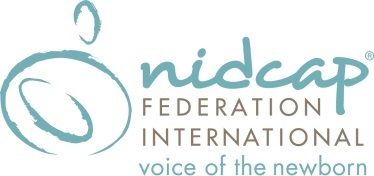 nidcap®
FEDERATION
INTERNATIONAL
voice of the newborn